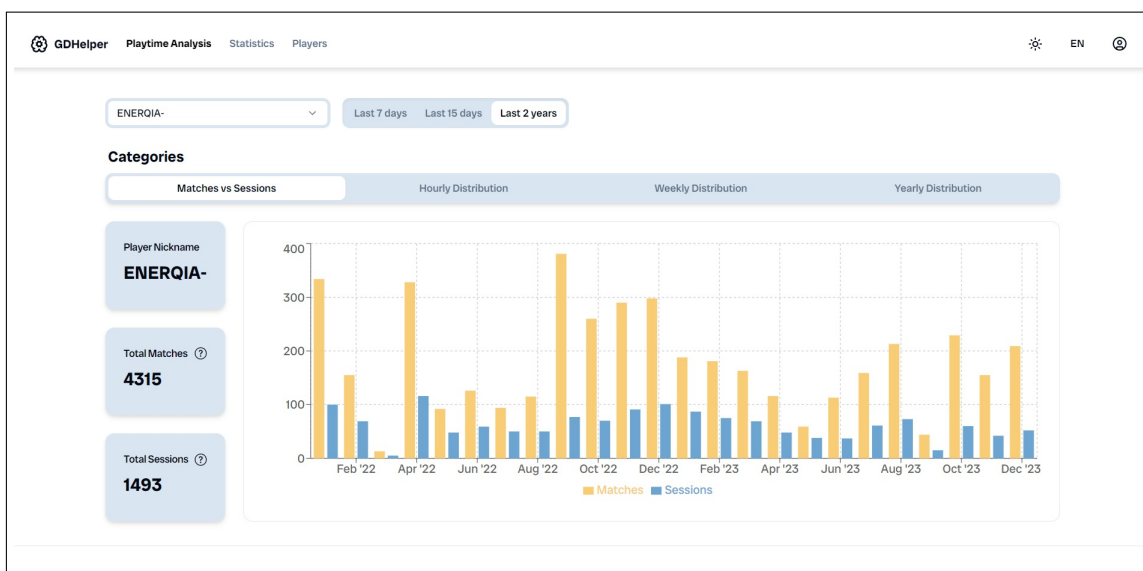 GDHelper Playtime Analysis Statistics Players EN
ENERQIA- Last 7 days Last 15 days Last 2 years
Categories
Matches vs Sessions Hourly Distribution Weekly Distribution Yearly Distribution
Player Nickname
ENERQIA-
Total Matches ?
4315
Total Sessions ?
1493
400
300
200
100
0
Feb '22 Apr '22 Jun '22 Aug '22 Oct '22 Dec '22 Feb '23 Apr '23 Jun '23 Aug '23 Oct '23 Dec '23
Matches Sessions